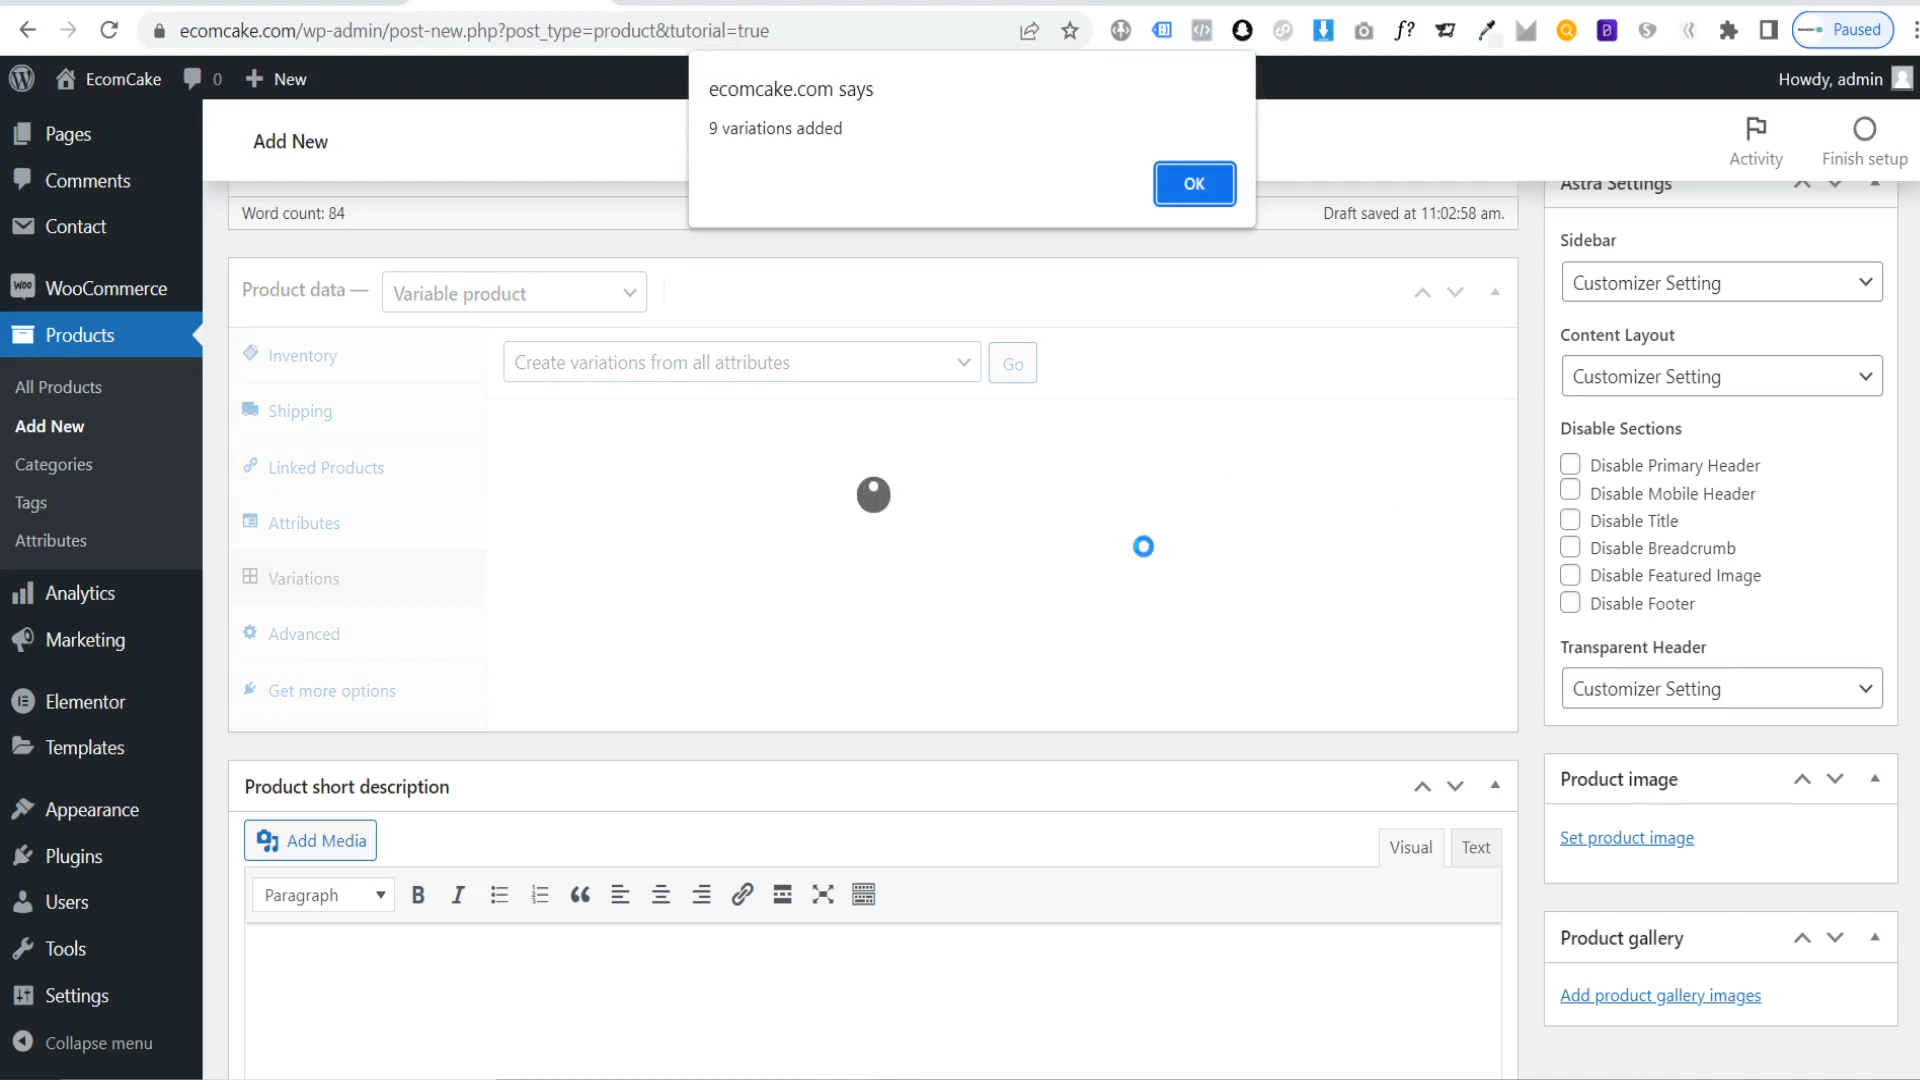 ecomcake.com/wp-admin/post-new.php?post_type=product&tutorial=true
f?
Paused
EcomCake
0
New
Howdy, admin
ecomcake.com says
9 variations added
OK
Pages
Comments
Contact
WooCommerce
Products
All Products
Add New
Categories
Tags
Attributes
Analytics
Marketing
Elementor
Templates
Appearance
Plugins
Users
Tools
Settings
Collapse menu
Add New
Activity
Finish setup
Word count: 84
Draft saved at 11:02:58 am.
Product data —
Variable product
Inventory
Shipping
Linked Products
Attributes
Variations
Advanced
Get more options
Create variations from all attributes
Go
Product short description
Add Media
Visual
Text
Paragraph
Astra Settings
Sidebar
Customizer Setting
Content Layout
Customizer Setting
Disable Sections
Disable Primary Header
Disable Mobile Header
Disable Title
Disable Breadcrumb
Disable Featured Image
Disable Footer
Transparent Header
Customizer Setting
Product image
Set product image
Product gallery
Add product gallery images